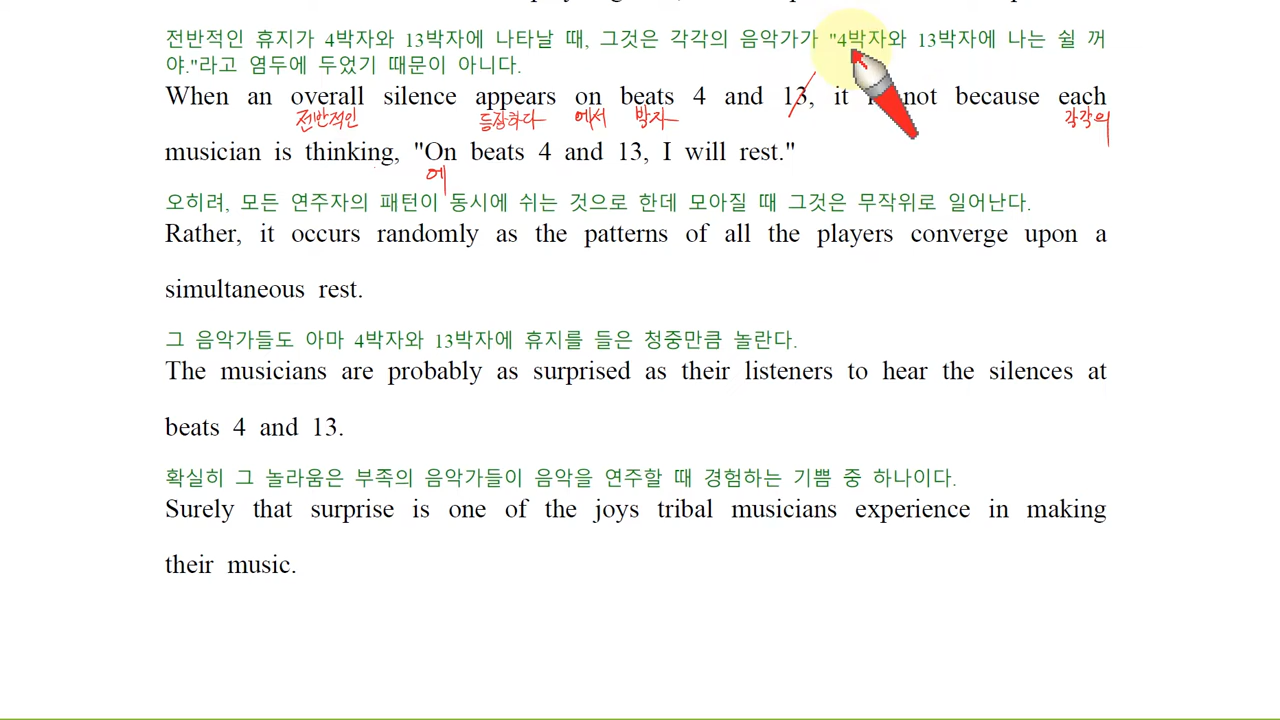 전반적인 휴지가 4박자와 13박자에 나타날 때, 그것은 각각의 음악가가 "4박자와 13박자에 나는 쉴 꺼
야."라고 염두에 두었기 때문이 아니다.
When an overall silence appears on beats 4 and 13, it not because each
전반적인 등장하다 에서 박자 각각의
musician is thinking, "On beats 4 and 13, I will rest."
에
오히려, 모든 연주자의 패턴이 동시에 쉬는 것으로 한데 모아질 때 그것은 무작위로 일어난다.
Rather, it occurs randomly as the patterns of all the players converge upon a
simultaneous rest.
그 음악가들도 아마 4박자와 13박자에 휴지를 들은 청중만큼 놀란다.
The musicians are probably as surprised as their listeners to hear the silences at
beats 4 and 13.
확실히 그 놀라움은 부족의 음악가들이 음악을 연주할 때 경험하는 기쁨 중 하나이다.
Surely that surprise is one of the joys tribal musicians experience in making
their music.